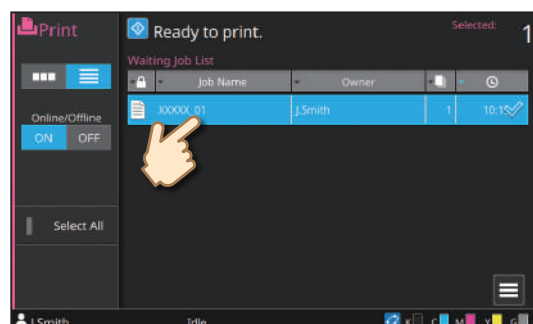 Print
Ready to print.
Selected:
1
Waiting Job List
Job Name Owner
XXXXX_01 J.Smith 1
Online/Offline
ON OFF
Select All
J.Smith Idle K C M Y G